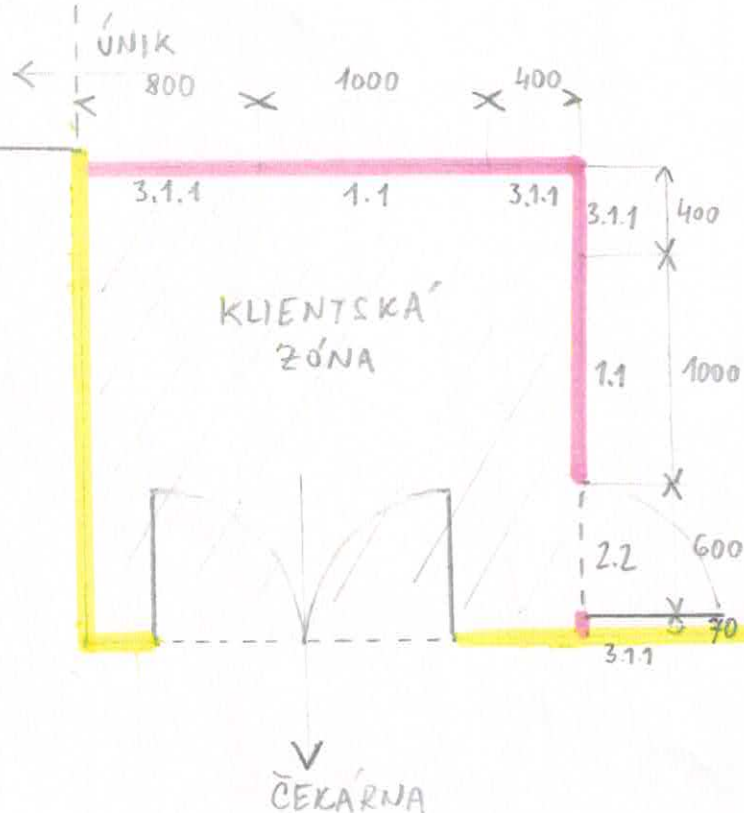 ÚNIK
800 1000 400
3.1.1 1.1 3.1.1
3.1.1 400
KLIENTSKÁ
ZÓNA
1.1 1000
2.2 600
70
3.1.1
ČEKÁRNA